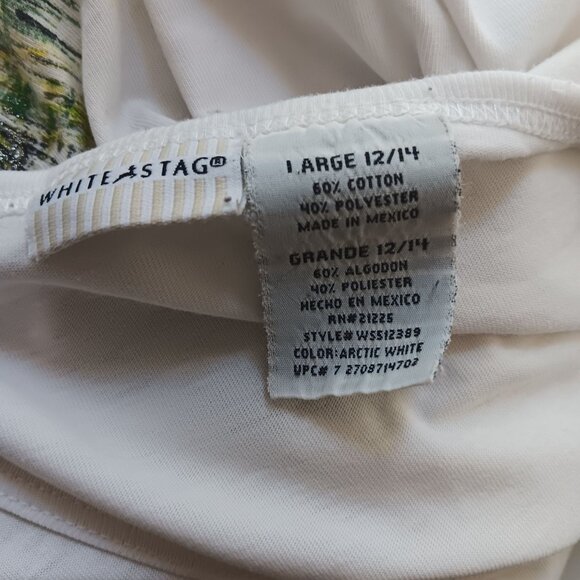 WHITE STAG®
LARGE 12/14
60% COTTON
40% POLYESTER
MADE IN MEXICO
GRANDE 12/14
60% ALGODON
40% POLIESTER
HECHO EN MEXICO
RN#21225
STYLE# WS512389
COLOR:ARCTIC WHITE
UPC# 7 2708714702